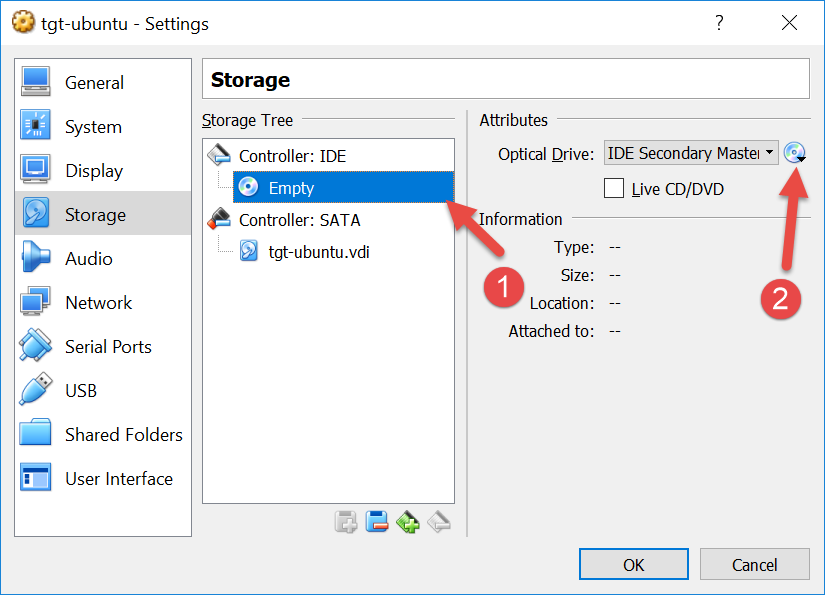 tgt-ubuntu - Settings
?
General
System
Display
Storage
Audio
Network
Serial Ports
USB
Shared Folders
User Interface
Storage
Storage Tree
Controller: IDE
Empty
Controller: SATA
tgt-ubuntu.vdi
1
Attributes
Optical Drive: IDE Secondary Master
Live CD/DVD
2
Information
Type: --
Size: --
Location: --
Attached to: --
OK
Cancel